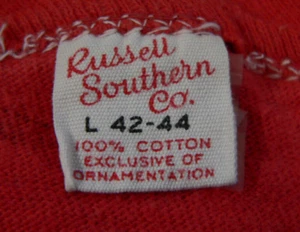 Russell
Southern
Co.
L 42-44
100% COTTON
EXCLUSIVE OF
ORNAMENTATION